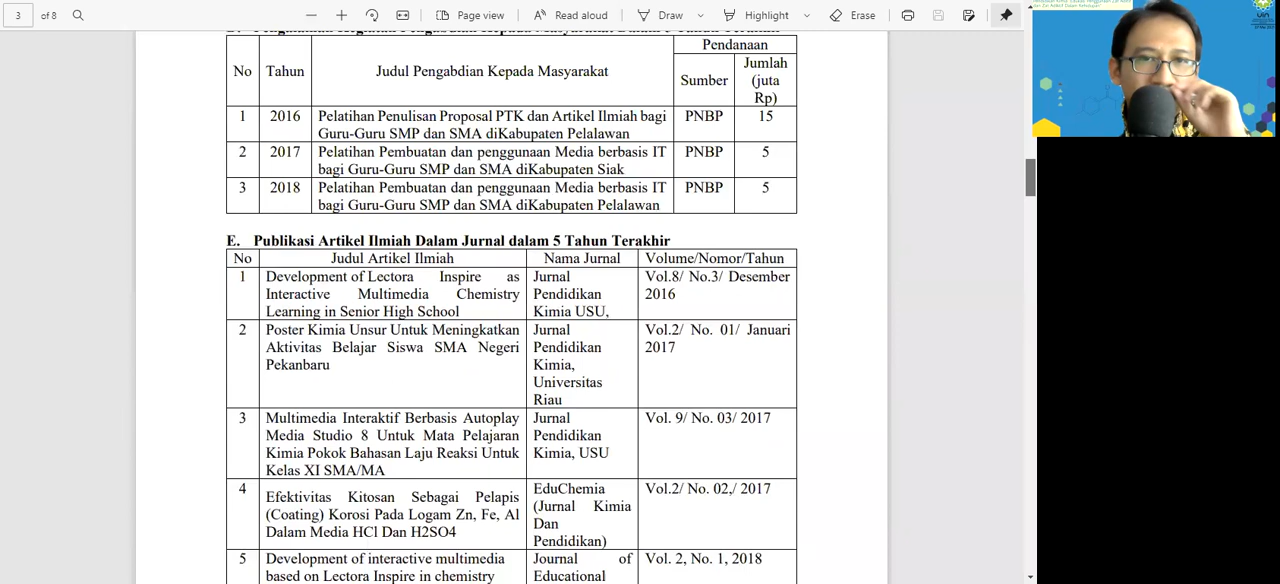 3 of 8 Page view Read aloud Draw Highlight Erase
Pendanaan
No Tahun Judul Pengabdian Kepada Masyarakat Sumber Jumlah
(juta
Rp)
1 2016 Pelatihan Penulisan Proposal PTK dan Artikel Ilmiah bagi PNBP 15
Guru-Guru SMP dan SMA diKabupaten Pelalawan
2 2017 Pelatihan Pembuatan dan penggunaan Media berbasis IT PNBP 5
bagi Guru-Guru SMP dan SMA diKabupaten Siak
3 2018 Pelatihan Pembuatan dan penggunaan Media berbasis IT PNBP 5
bagi Guru-Guru SMP dan SMA diKabupaten Pelalawan
E. Publikasi Artikel Ilmiah Dalam Jurnal dalam 5 Tahun Terakhir
No Judul Artikel Ilmiah Nama Jurnal Volume/Nomor/Tahun
1 Development of Lectora Inspire as Jurnal Vol.8/ No.3/ Desember
Interactive Multimedia Chemistry Pendidikan 2016
Learning in Senior High School Kimia USU,
2 Poster Kimia Unsur Untuk Meningkatkan Jurnal Vol.2/ No. 01/ Januari
Aktivitas Belajar Siswa SMA Negeri Pendidikan 2017
Pekanbaru Kimia,
Universitas
Riau
3 Multimedia Interaktif Berbasis Autoplay Jurnal Vol. 9/ No. 03/ 2017
Media Studio 8 Untuk Mata Pelajaran Pendidikan
Kimia Pokok Bahasan Laju Reaksi Untuk Kimia, USU
Kelas XI SMA/MA
4 Efektivitas Kitosan Sebagai Pelapis EduChemia Vol.2/ No. 02,/ 2017
(Coating) Korosi Pada Logam Zn, Fe, Al (Jurnal Kimia
Dalam Media HCl Dan H2SO4 Dan
Pendidikan)
5 Development of interactive multimedia Journal of Vol. 2, No. 1, 2018
based on Lectora Inspire in chemistry Educational